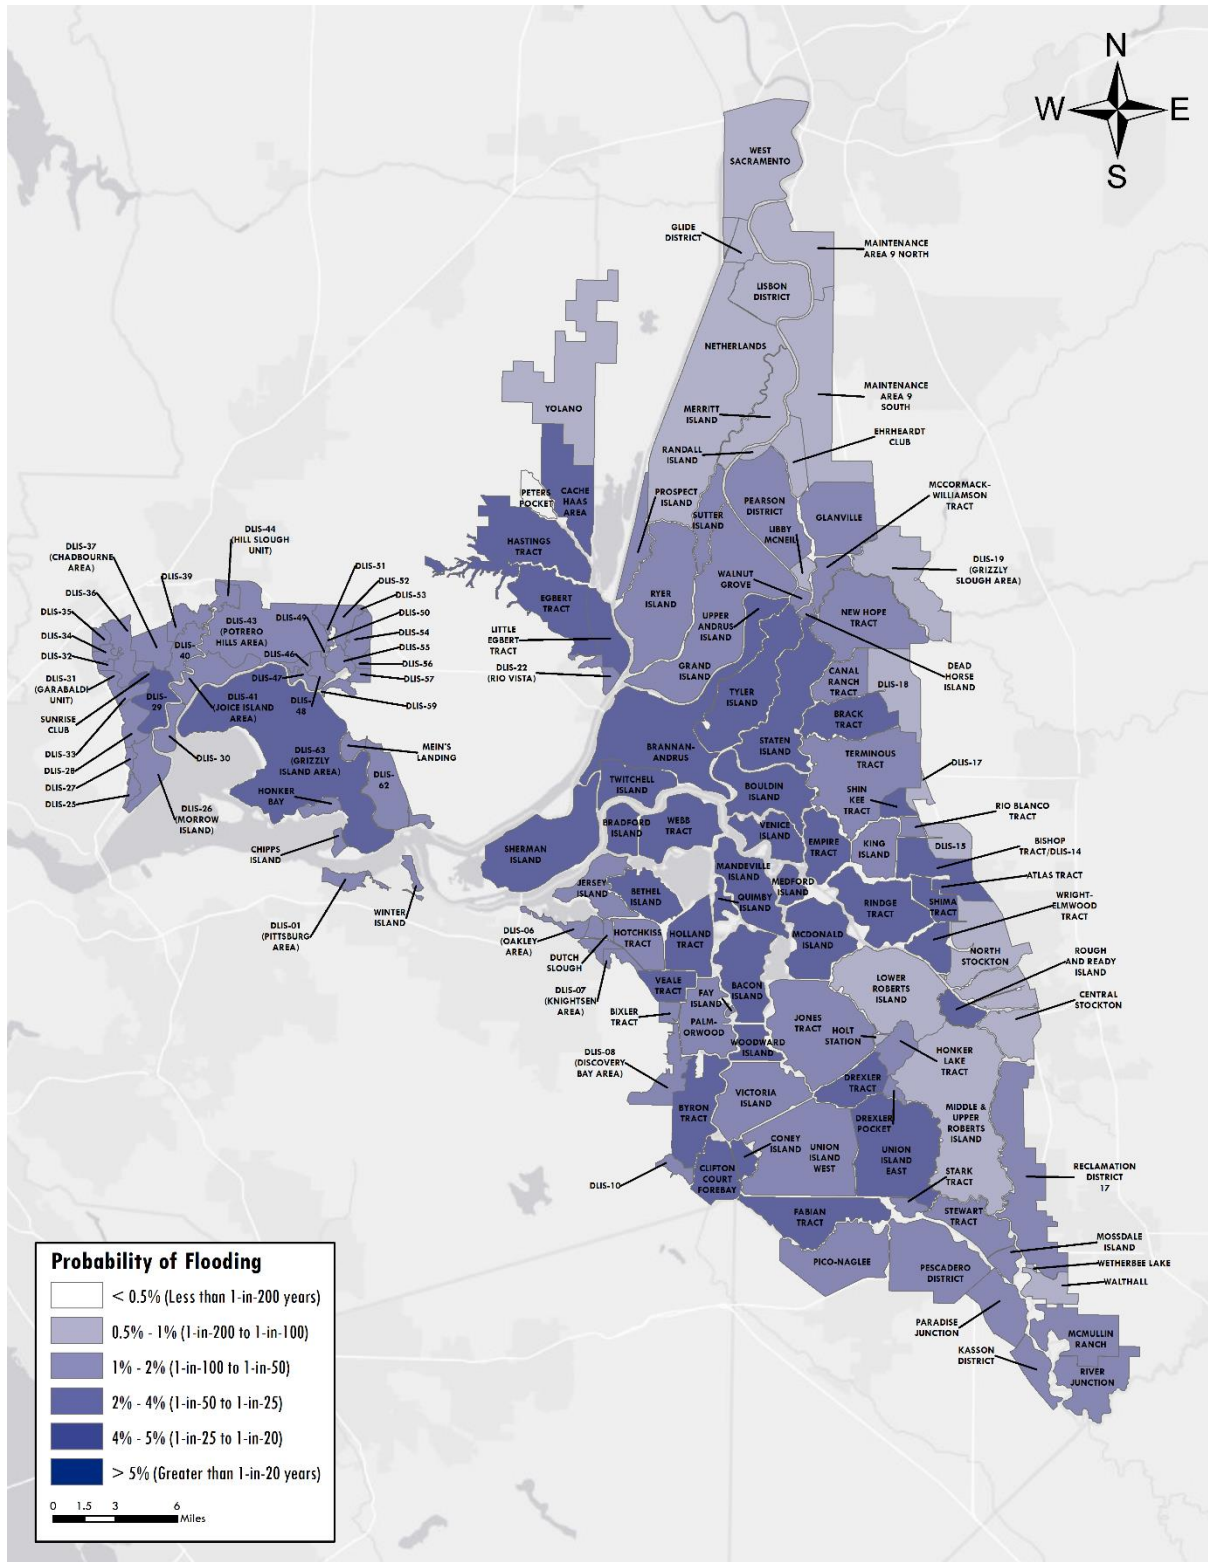 N
W
E
S
WEST
SACRAMENTO
GLIDE
DISTRICT
MAINTENANCE
AREA 9 NORTH
LISBON
DISTRICT
NETHERLANDS
YOLANO
MAINTENANCE
AREA 9
SOUTH
MERRITT
ISLAND
EHRHEARDT
CLUB
RANDALL
ISLAND
MCCORMACK-
WILLIAMSON
TRACT
PETERS
POCKET
CACHE
HAAS
AREA
PROSPECT
ISLAND
PEARSON
DISTRICT
SUTTER
ISLAND
GLANVILLE
LIBBY
MCNEIL
HASTINGS
TRACT
DLIS-19
(GRIZZLY
SLOUGH AREA)
WALNUT
GROVE
EGBERT
TRACT
RYER
ISLAND
UPPER
ANDRUS
ISLAND
NEW HOPE
TRACT
LITTLE
EGBERT
TRACT
DLIS-22
(RIO VISTA)
GRAND
ISLAND
DEAD
HORSE
ISLAND
CANAL
RANCH
TRACT
DLIS-18
TYLER
ISLAND
BRACK
TRACT
STATEN
ISLAND
BRANNAN-
ANDRUS
TERMINOUS
TRACT
DLIS-17
DLIS-44
(HILL SLOUGH
UNIT)
DLIS-37
(CHADBOURNE
AREA)
DLIS-39
DLIS-36
DLIS-35
DLIS-34
DLIS-32
DLIS-31
(GARABALDI
UNIT)
SUNRISE
CLUB
DLIS-33
DLIS-28
DLIS-27
DLIS-25
DLIS-51
DLIS-52
DLIS-53
DLIS-50
DLIS-49
DLIS-54
DLIS-55
DLIS-56
DLIS-57
DLIS-59
DLIS-43
(POTRERO
HILLS AREA)
DLIS-
40
DLIS-46
DLIS-47
DLIS-
48
DLIS-
29
DLIS-41
(JOICE ISLAND
AREA)
DLIS- 30
DLIS-26
(MORROW
ISLAND)
DLIS-63
(GRIZZLY
ISLAND AREA)
MEIN'S
LANDING
DLIS-
62
HONKER
BAY
CHIPPS
ISLAND
DLIS-01
(PITTSBURG
AREA)
WINTER
ISLAND
TWITCHELL
ISLAND
BOULDIN
ISLAND
SHIN
KEE
TRACT
RIO BLANCO
TRACT
SHERMAN
ISLAND
BRADFORD
ISLAND
WEBB
TRACT
VENICE
ISLAND
EMPIRE
TRACT
KING
ISLAND
DLIS-15
BISHOP
TRACT/DLIS-14
ATLAS TRACT
MANDEVILLE
ISLAND
MEDFORD
ISLAND
JERSEY
ISLAND
BETHEL
ISLAND
QUIMBY
ISLAND
RINDGE
TRACT
SHIMA
TRACT
WRIGHT-
ELMWOOD
TRACT
DLIS-06
(OAKLEY
AREA)
HOTCHKISS
TRACT
HOLLAND
TRACT
MCDONALD
ISLAND
NORTH
STOCKTON
DUTCH
SLOUGH
DLIS-07
(KNIGHTSEN
AREA)
VEALE
TRACT
FAY
ISLAND
BACON
ISLAND
LOWER
ROBERTS
ISLAND
ROUGH
AND READY
ISLAND
CENTRAL
STOCKTON
BIXLER
TRACT
PALM-
ORWOOD
JONES
TRACT
HOLT
STATION
WOODWARD
ISLAND
HONKER
LAKE
TRACT
DLIS-08
(DISCOVERY
BAY AREA)
DREXLER
TRACT
VICTORIA
ISLAND
BYRON
TRACT
DREXLER
POCKET
MIDDLE &
UPPER
ROBERTS
ISLAND
CONEY
ISLAND
UNION
ISLAND
WEST
UNION
ISLAND
EAST
DLIS-10
CLIFTON
COURT
FOREBAY
STARK
TRACT
RECLAMATION
DISTRICT
17
FABIAN
TRACT
STEWART
TRACT
MOSSDALE
ISLAND
WETHERBEE LAKE
WALTHALL
PICO-NAGLEE
PESCADERO
DISTRICT
PARADISE
JUNCTION
MCMULLIN
RANCH
KASSON
DISTRICT
RIVER
JUNCTION
Probability of Flooding
< 0.5% (Less than 1-in-200 years)
0.5% - 1% (1-in-200 to 1-in-100)
1% - 2% (1-in-100 to 1-in-50)
2% - 4% (1-in-50 to 1-in-25)
4% - 5% (1-in-25 to 1-in-20)
> 5% (Greater than 1-in-20 years)
0 1.5 3 6
Miles